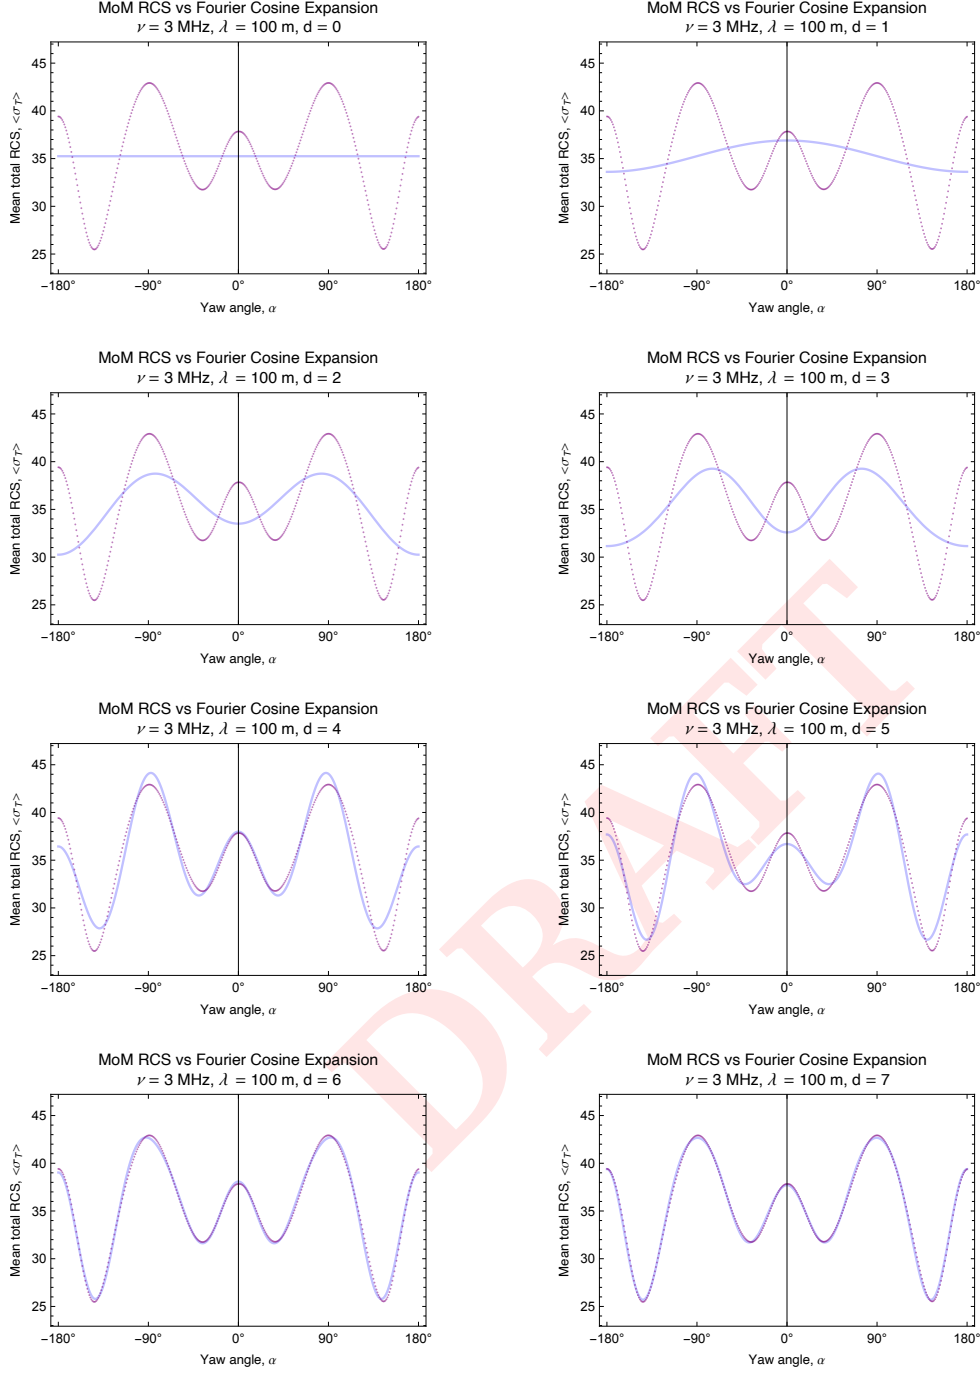 MoM RCS vs Fourier Cosine Expansion
ν = 3 MHz, λ = 100 m, d = 0
Mean total RCS, <σT>
45
40
35
30
25
-180°
-90°
0°
90°
180°
Yaw angle, α
MoM RCS vs Fourier Cosine Expansion
ν = 3 MHz, λ = 100 m, d = 1
Mean total RCS, <σT>
45
40
35
30
25
-180°
-90°
0°
90°
180°
Yaw angle, α
MoM RCS vs Fourier Cosine Expansion
ν = 3 MHz, λ = 100 m, d = 2
Mean total RCS, <σT>
45
40
35
30
25
-180°
-90°
0°
90°
180°
Yaw angle, α
MoM RCS vs Fourier Cosine Expansion
ν = 3 MHz, λ = 100 m, d = 3
Mean total RCS, <σT>
45
40
35
30
25
-180°
-90°
0°
90°
180°
Yaw angle, α
MoM RCS vs Fourier Cosine Expansion
ν = 3 MHz, λ = 100 m, d = 4
Mean total RCS, <σT>
45
40
35
30
25
-180°
-90°
0°
90°
180°
Yaw angle, α
MoM RCS vs Fourier Cosine Expansion
ν = 3 MHz, λ = 100 m, d = 5
Mean total RCS, <σT>
45
40
35
30
25
-180°
-90°
0°
90°
180°
Yaw angle, α
MoM RCS vs Fourier Cosine Expansion
ν = 3 MHz, λ = 100 m, d = 6
Mean total RCS, <σT>
45
40
35
30
25
-180°
-90°
0°
90°
180°
Yaw angle, α
MoM RCS vs Fourier Cosine Expansion
ν = 3 MHz, λ = 100 m, d = 7
Mean total RCS, <σT>
45
40
35
30
25
-180°
-90°
0°
90°
180°
Yaw angle, α
DRAFT